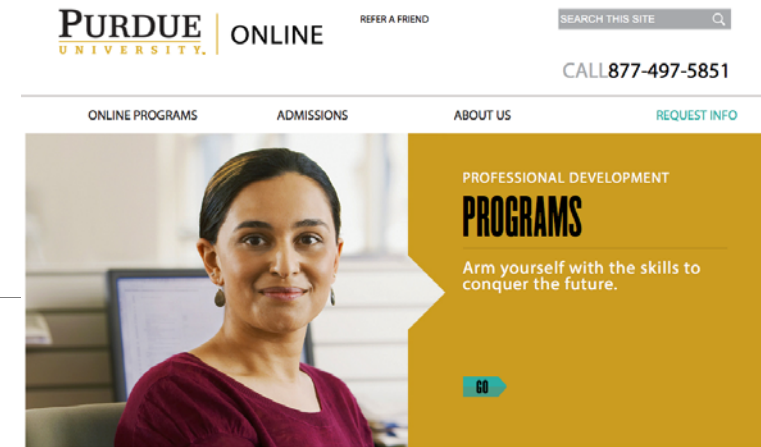 PURDUE
UNIVERSITY.
ONLINE
REFER A FRIEND
SEARCH THIS SITE
CALL877-497-5851
ONLINE PROGRAMS
ADMISSIONS
ABOUT US
REQUEST INFO
PROFESSIONAL DEVELOPMENT
PROGRAMS
Arm yourself with the skills to
conquer the future.
GO